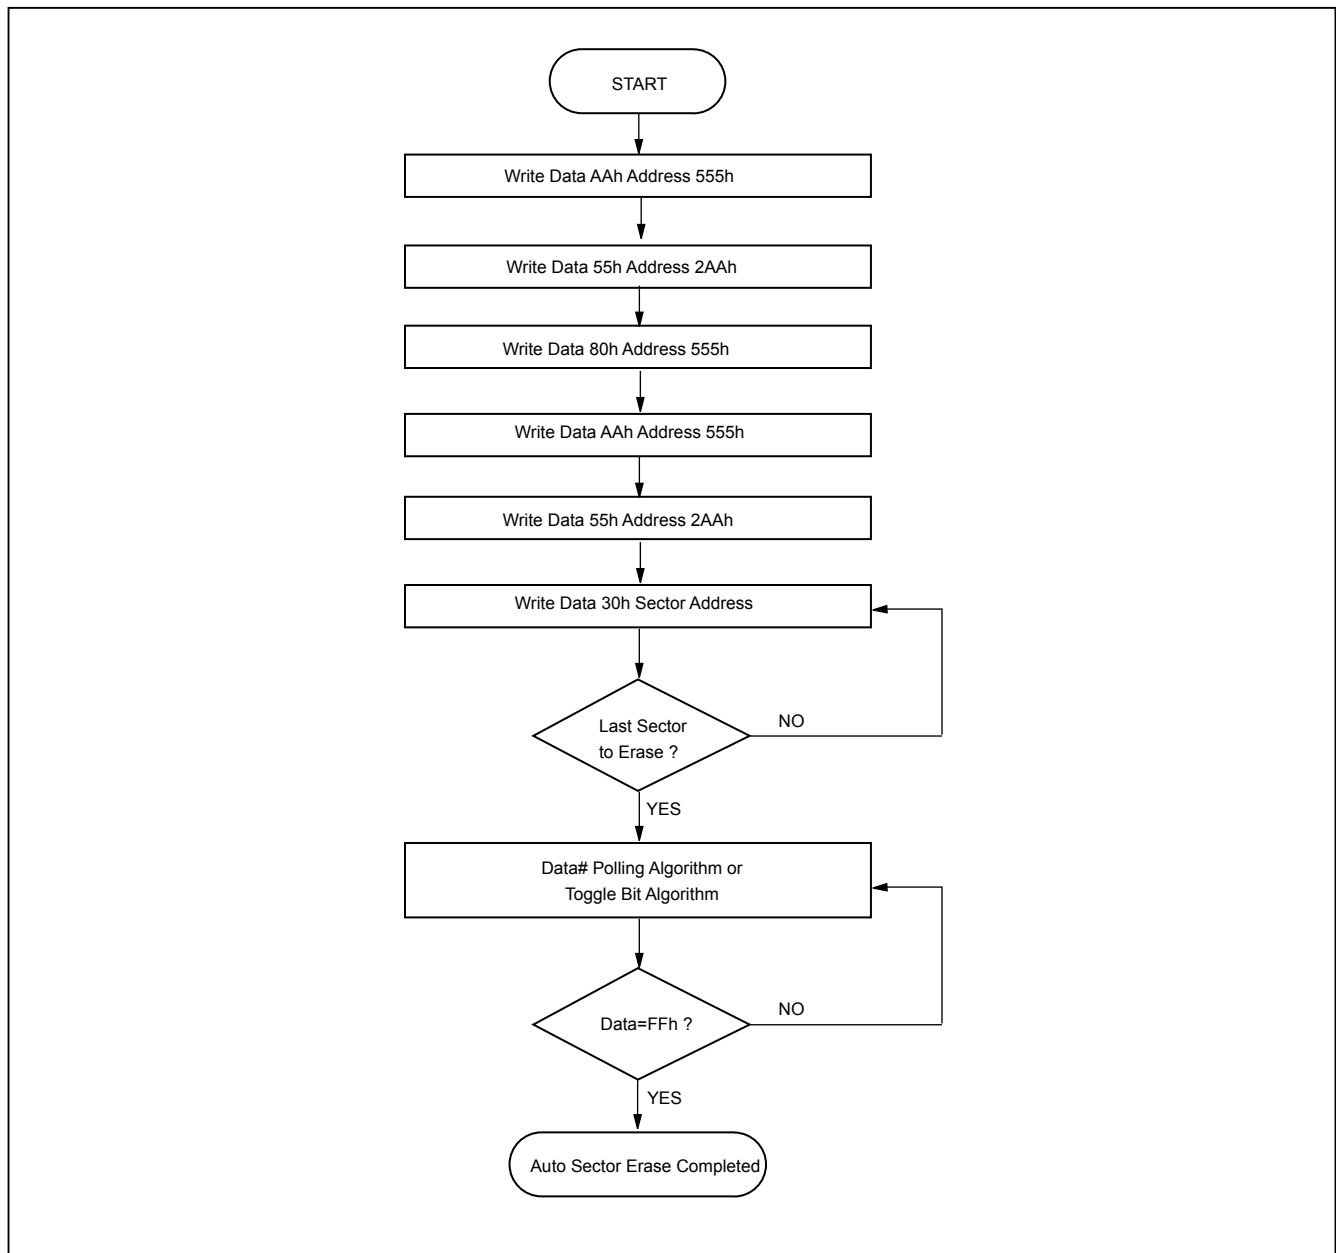 START
Write Data AAh Address 555h
Write Data 55h Address 2AAh
Write Data 80h Address 555h
Write Data AAh Address 555h
Write Data 55h Address 2AAh
Write Data 30h Sector Address
Last Sector
to Erase ?
NO
YES
Data# Polling Algorithm or
Toggle Bit Algorithm
Data=FFh ?
NO
YES
Auto Sector Erase Completed